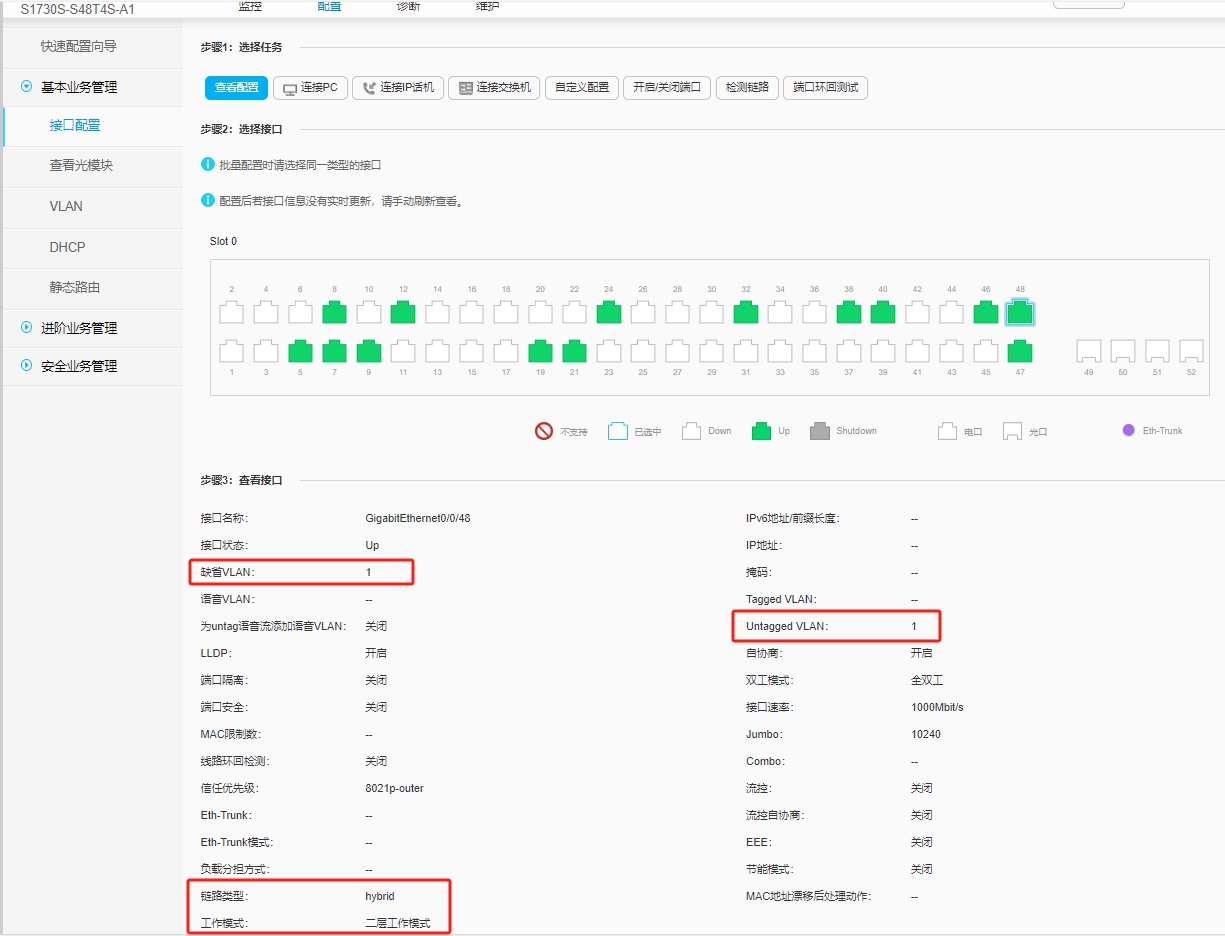 S1730S-S48T4S-A1
监控 配置 诊断 维护
快速配置向导
基本业务管理
接口配置
查看光模块
VLAN
DHCP
静态路由
进阶业务管理
安全业务管理
步骤1：选择任务
查看配置 连接PC 连接IP话机 连接交换机 自定义配置 开启/关闭端口 检测链路 端口环回测试
步骤2：选择接口
批量配置时请选择同一类型的接口
配置后若接口信息没有实时更新，请手动刷新查看。
Slot 0
2 4 6 8 10 12 14 16 18 20 22 24 26 28 30 32 34 36 38 40 42 44 46 48
1 3 5 7 9 11 13 15 17 19 21 23 25 27 29 31 33 35 37 39 41 43 45 47 49 50 51 52
不支持 已选中 Down Up Shutdown 电口 光口 Eth-Trunk
步骤3：查看接口
接口名称： GigabitEthernet0/0/48 IPv6地址/前缀长度： --
接口状态： Up IP地址： --
缺省VLAN： 1 掩码： --
语音VLAN： -- Tagged VLAN： --
为untag语音流添加语音VLAN： 关闭 Untagged VLAN： 1
LLDP： 开启 自协商： 开启
端口隔离： 关闭 双工模式： 全双工
端口安全： 关闭 接口速率： 1000Mbit/s
MAC限制数： -- Jumbo： 10240
线路环回检测： 关闭 Combo： --
信任优先级： 8021p-outer 流控： 关闭
Eth-Trunk： -- 流控自协商： 关闭
Eth-Trunk模式： -- EEE： 关闭
负载分担方式： -- 节能模式： 关闭
链路类型： hybrid MAC地址漂移后处理动作： --
工作模式： 二层工作模式